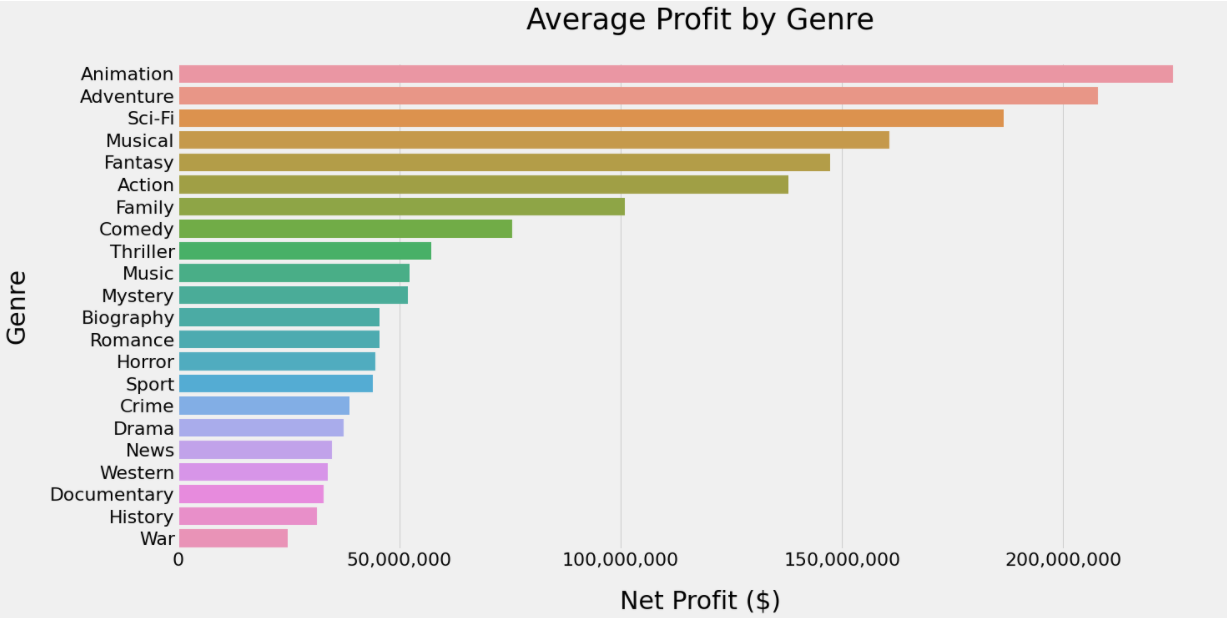 Average Profit by Genre
Animation
Adventure
Sci-Fi
Musical
Fantasy
Action
Family
Comedy
Thriller
Music
Mystery
Biography
Romance
Horror
Sport
Crime
Drama
News
Western
Documentary
History
War
Genre
0 50,0000,000 100,000,000 150,000,000 200,000,000
Net Profit ($)